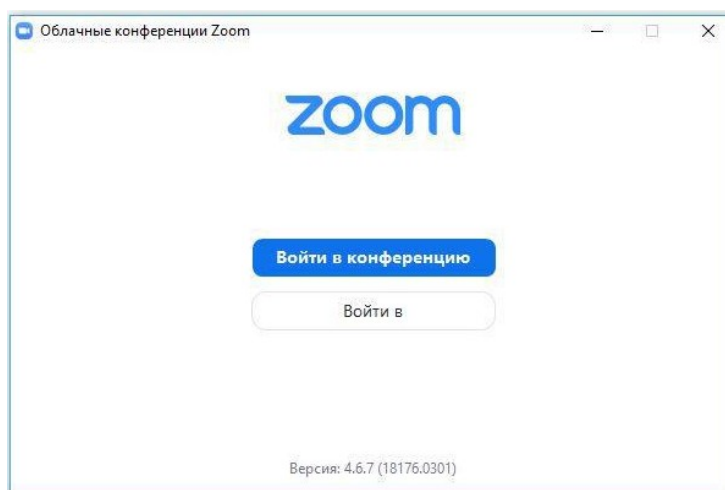 Облачные конференции Zoom
zoom
Войти в конференцию
Войти в
Версия: 4.6.7 (18176.0301)